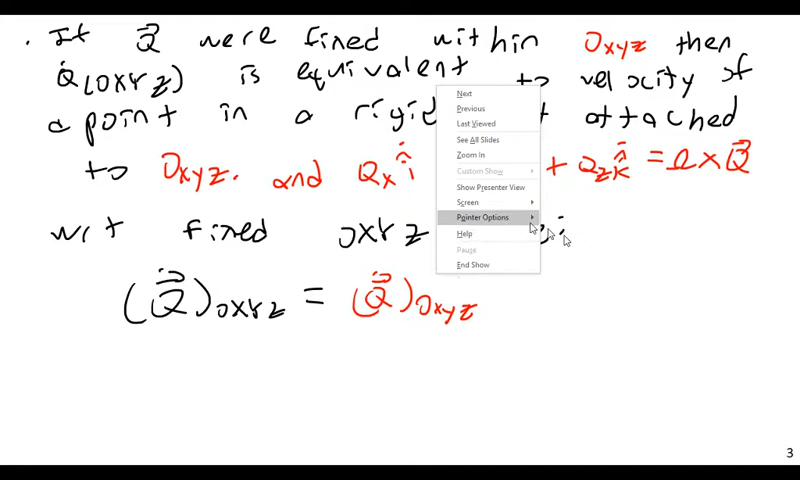 . If Q⃗ were fixed within Oxyz then
Q̇(OXYZ) is equivalent to velocity of
a point in a rigid attached
to Oxyz. and Qx i̇̂ + Qz k̇̂ = Ω × Q⃗
wrt fixed OXYZ
(Q⃗̇)OXYZ = (Q⃗̇)Oxyz
Next
Previous
Last Viewed
See All Slides
Zoom In
Custom Show
Show Presenter View
Screen
Pointer Options
Help
Pause
End Show
3